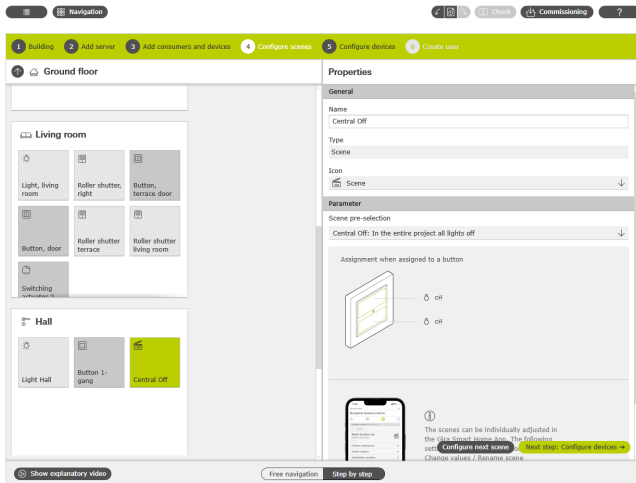 Navigation
Check
Commissioning
?
1 Building
2 Add server
3 Add consumers and devices
4 Configure scenes
5 Configure devices
6 Create user
Ground floor
Living room
Light, living
room
Roller shutter,
right
Button,
terrace door
Button, door
Roller shutter
terrace
Roller shutter
living room
Switching
actuator 2
Hall
Light Hall
Button 1-
gang
Central Off
Show explanatory video
Free navigation
Step by step
Properties
General
Name
Central Off
Type
Scene
Icon
Scene
Parameter
Scene pre-selection
Central Off: In the entire project all lights off
Assignment when assigned to a button
Off
Off
The scenes can be individually adjusted in
the Gira Smart Home App. The following
Configure next scene
Next step: Configure devices →
Change values / Rename scene